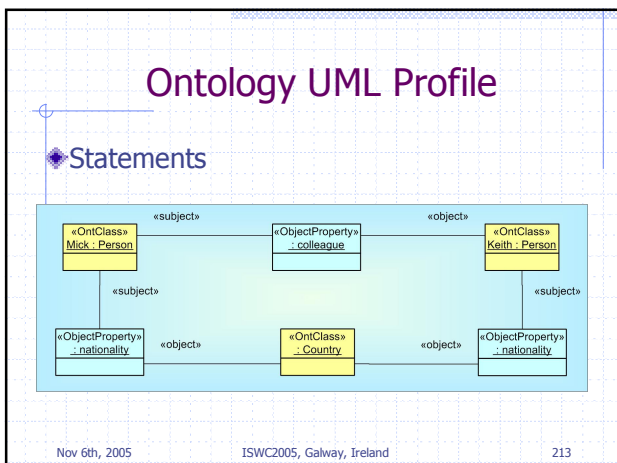 Ontology UML Profile
Statements
«subject»
«object»
«OntClass»
Mick : Person
«ObjectProperty»
: colleague
«OntClass»
Keith : Person
«subject»
«subject»
«ObjectProperty»
: nationality
«object»
«OntClass»
: Country
«object»
«ObjectProperty»
: nationality
Nov 6th, 2005
ISWC2005, Galway, Ireland
213